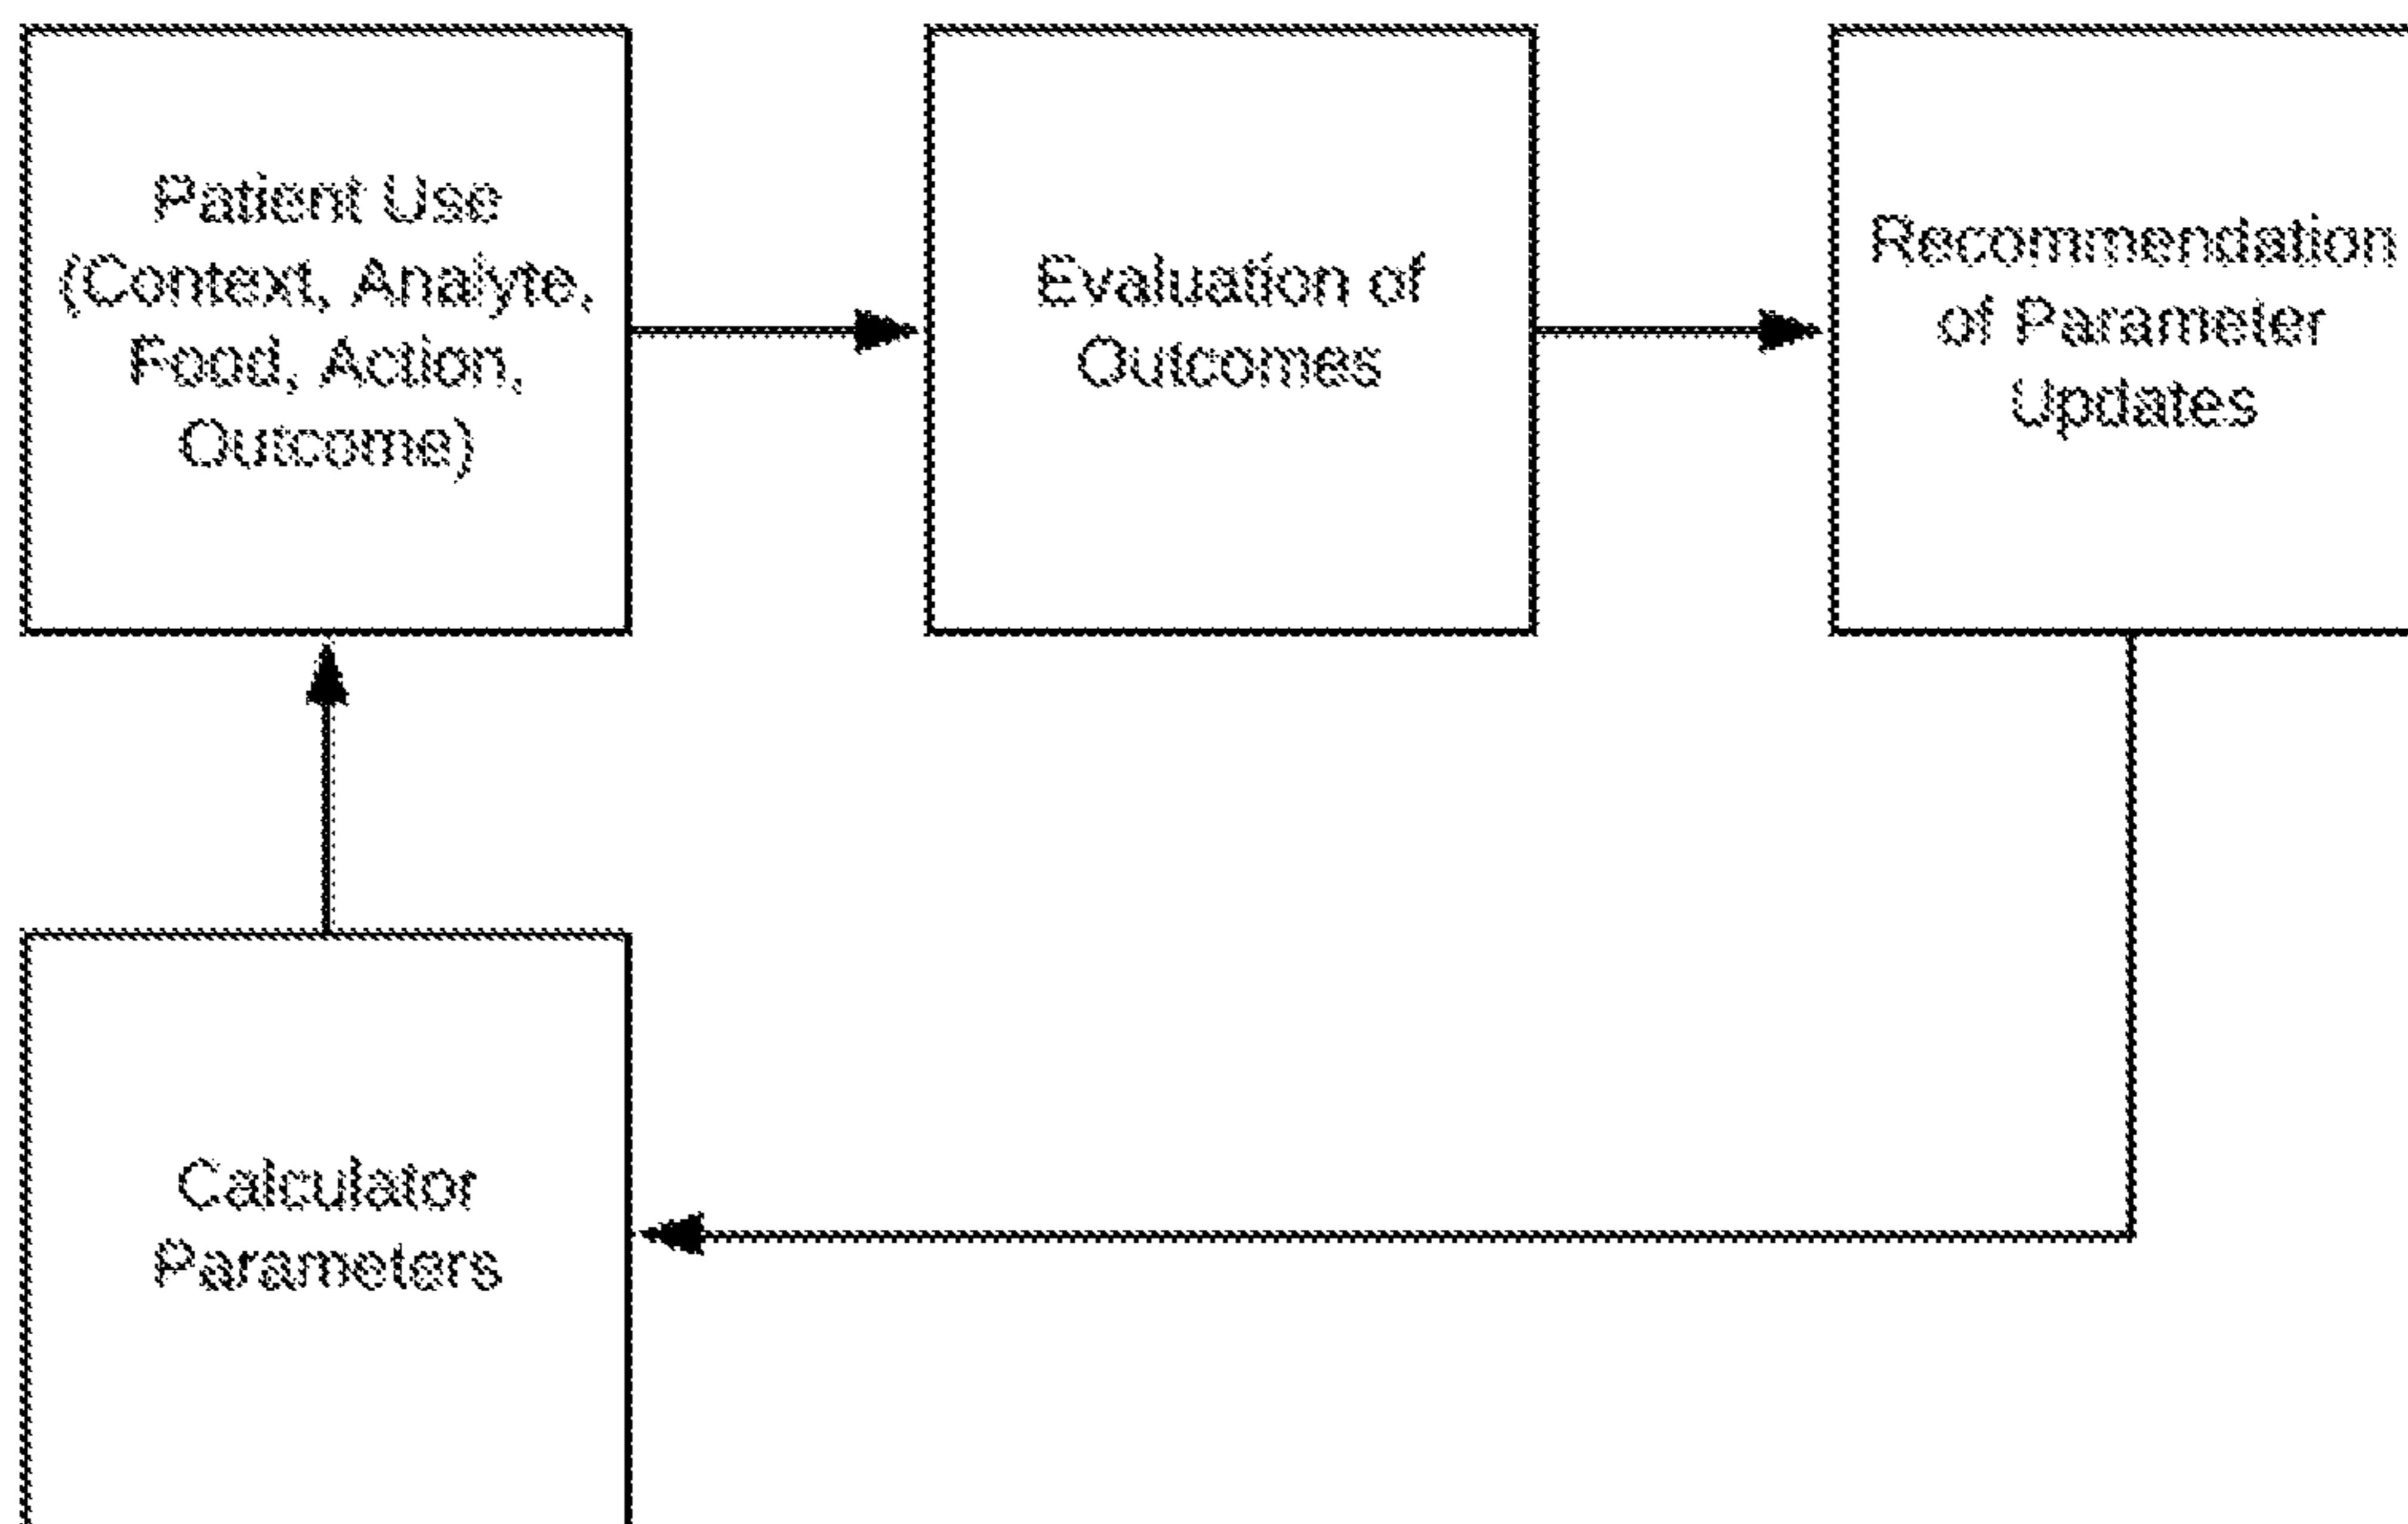 Patient Use
(Context, Analyte,
Food, Action,
Outcome)
Evaluation of
Outcomes
Recommendation
of Parameter
Updates
Calculator
Parameters